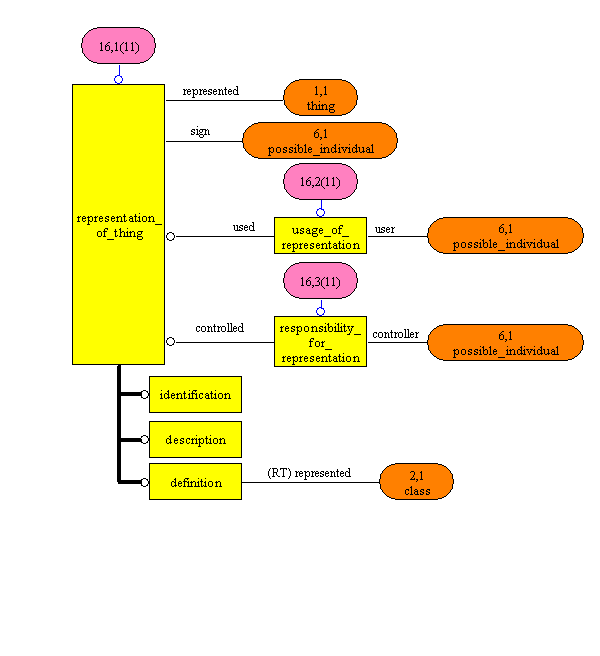 16,1(11)
represented
1,1
thing
sign
6,1
possible_individual
16,2(11)
representation_
of_thing
used
usage_of_
representation
user
6,1
possible_individual
16,3(11)
controlled
responsibility_
for_
representation
controller
6,1
possible_individual
identification
description
definition
(RT) represented
2,1
class